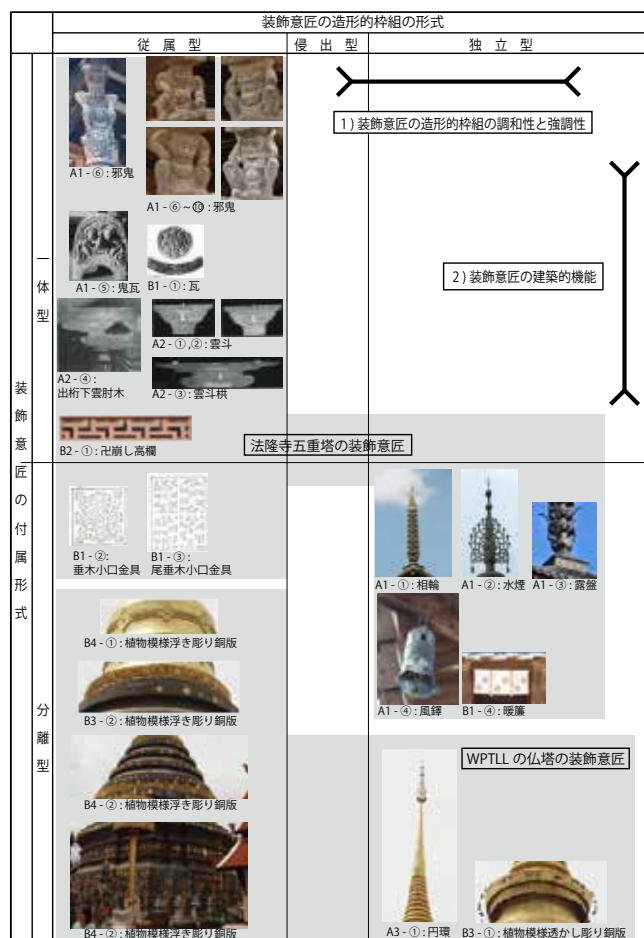 装飾意匠の造形的枠組の形式
従属型
侵出型
独立型
装飾意匠の付属形式
一体型
分離型
1)装飾意匠の造形的枠組の調和性と強調性
2)装飾意匠の建築的機能
A1-⑥:邪鬼
A1-⑥~⑩:邪鬼
A1-⑤:鬼瓦
B1-①:瓦
A2-①,②:雲斗
A2-④:
出桁下雲肘木
A2-③:雲斗栱
B2-①:卍崩し高欄
法隆寺五重塔の装飾意匠
B1-②:
垂木小口金具
B1-③:
尾垂木小口金具
A1-①:相輪
A1-②:水煙
A1-③:露盤
B4-①:植物模様浮き彫り銅版
B3-②:植物模様浮き彫り銅版
A1-④:風鐸
B1-④:暖簾
B4-②:植物模様浮き彫り銅版
WPTLLの仏塔の装飾意匠
B4-②:植物模様浮き彫り銅版
A3-①:円環
B3-①:植物模様透かし彫り銅版